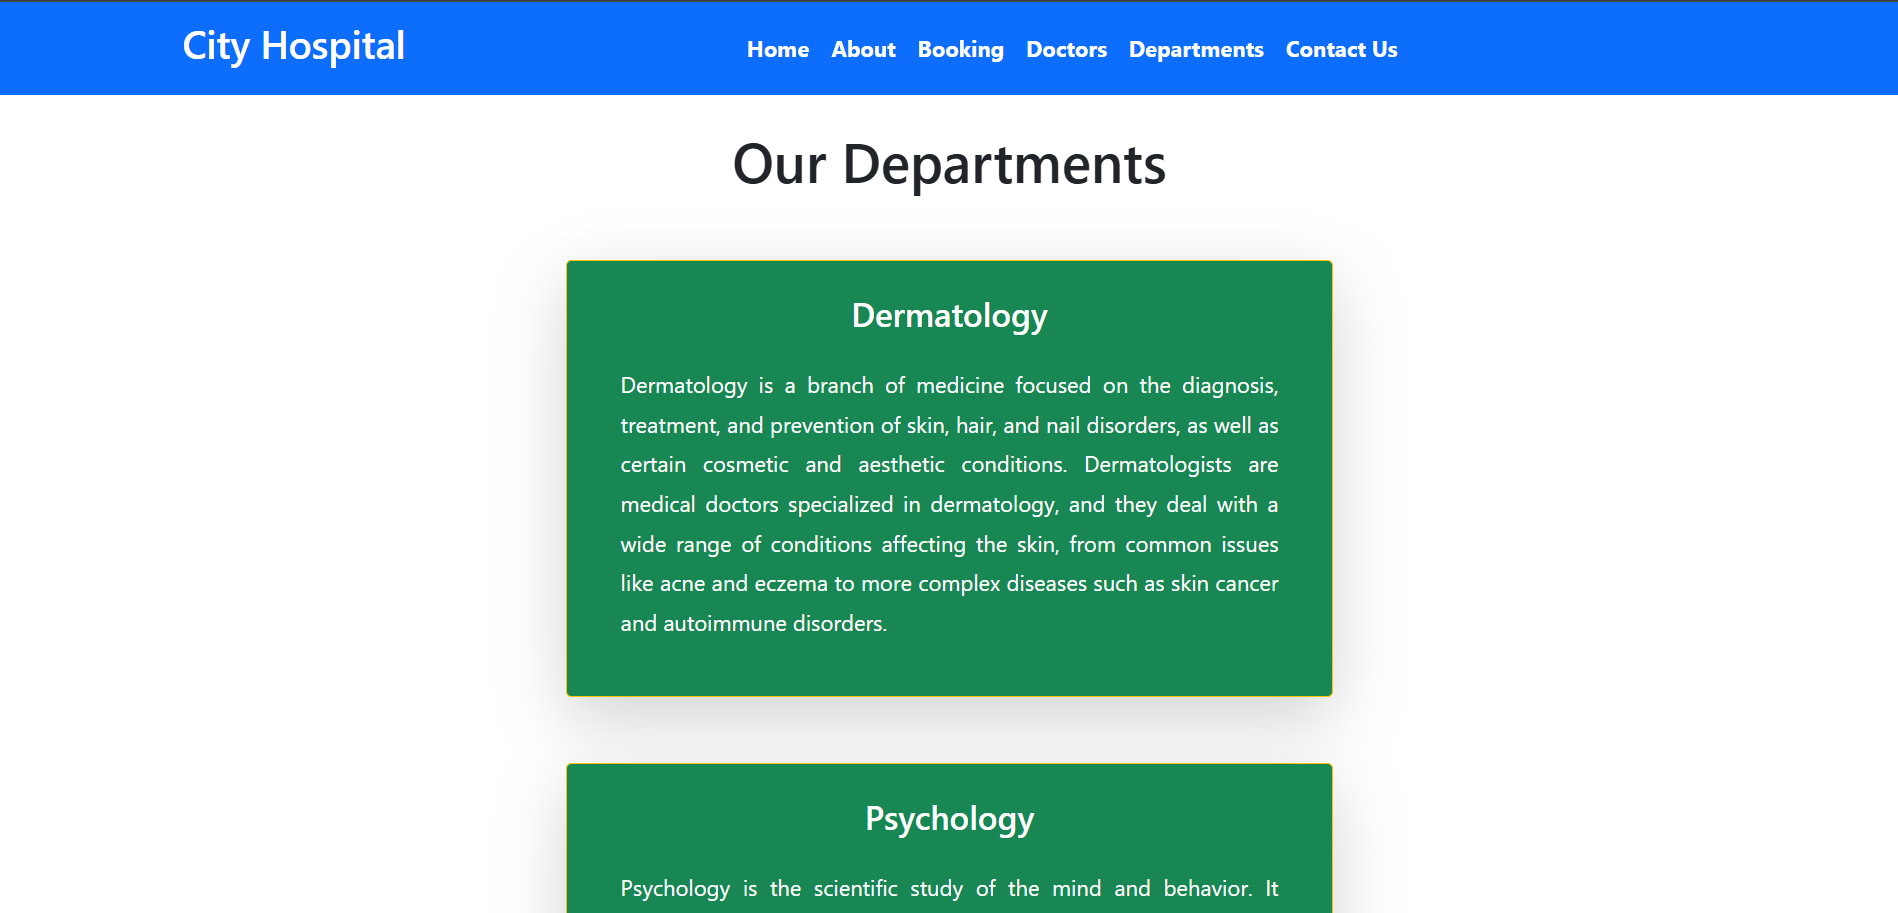 City Hospital
Home About Booking Doctors Departments Contact Us
Our Departments
Dermatology
Dermatology is a branch of medicine focused on the diagnosis,
treatment, and prevention of skin, hair, and nail disorders, as well as
certain cosmetic and aesthetic conditions. Dermatologists are
medical doctors specialized in dermatology, and they deal with a
wide range of conditions affecting the skin, from common issues
like acne and eczema to more complex diseases such as skin cancer
and autoimmune disorders.
Psychology
Psychology is the scientific study of the mind and behavior. It